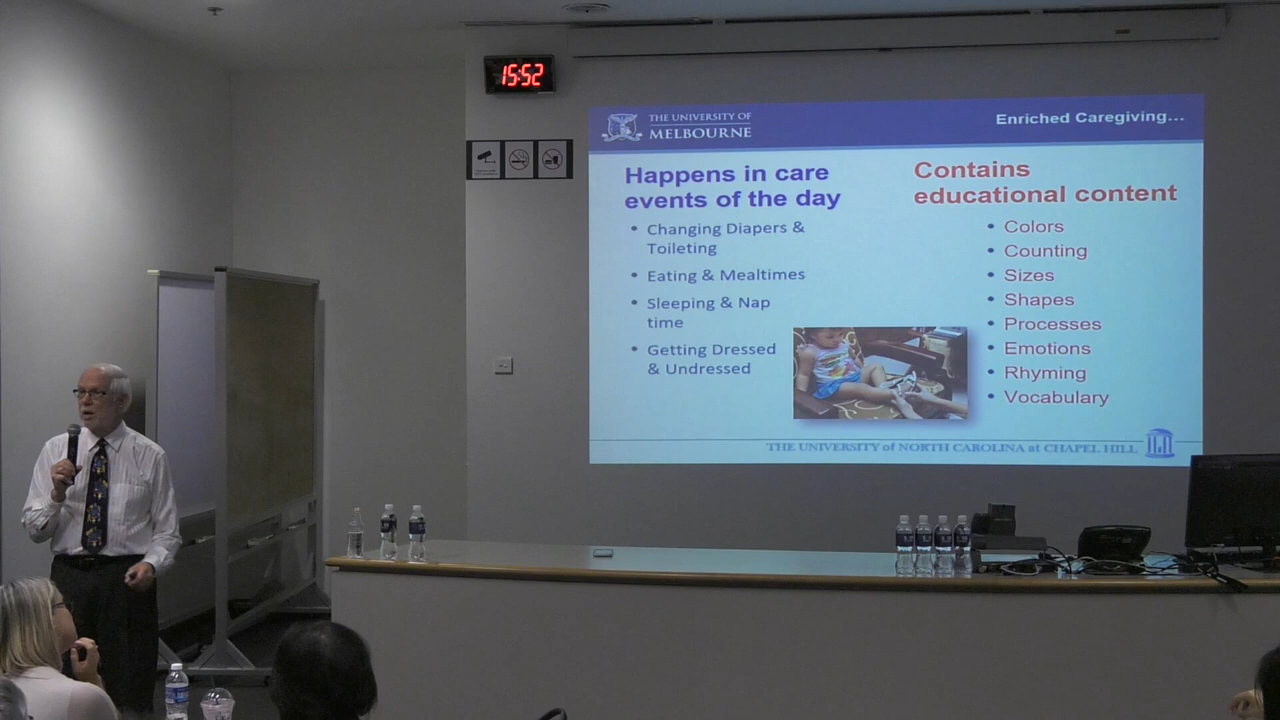 15:52
THE UNIVERSITY OF
MELBOURNE
Enriched Caregiving...
Happens in care
events of the day
• Changing Diapers &
Toileting
• Eating & Mealtimes
• Sleeping & Nap
time
• Getting Dressed
& Undressed
Contains
educational content
• Colors
• Counting
• Sizes
• Shapes
• Processes
• Emotions
• Rhyming
• Vocabulary
THE UNIVERSITY of NORTH CAROLINA at CHAPEL HILL